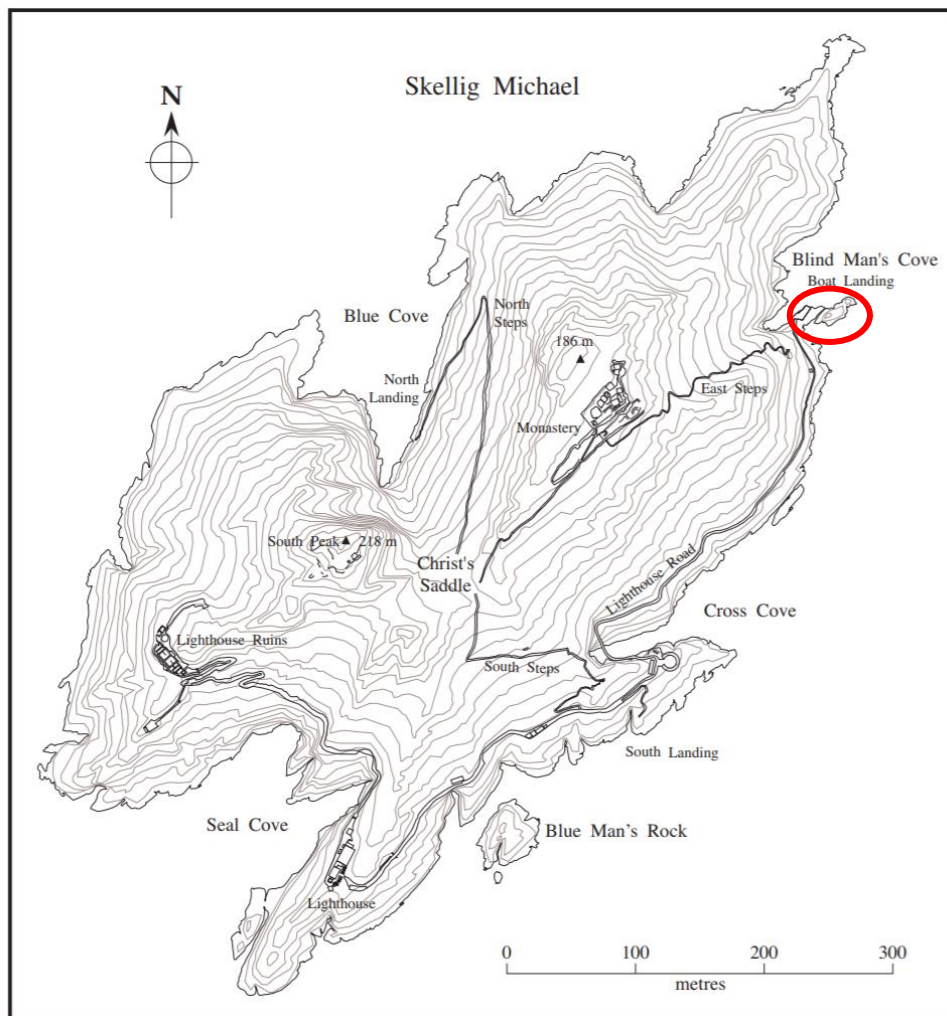 Skellig Michael
N
Blind Man's Cove
Boat Landing
North
Steps
Blue Cove
186 m
North
Landing
East Steps
Monastery
South Peak
218 m
Christ's
Saddle
Lighthouse Road
Cross Cove
Lighthouse Ruins
South Steps
South Landing
Seal Cove
Blue Man's Rock
Lighthouse
0
100
200
300
metres